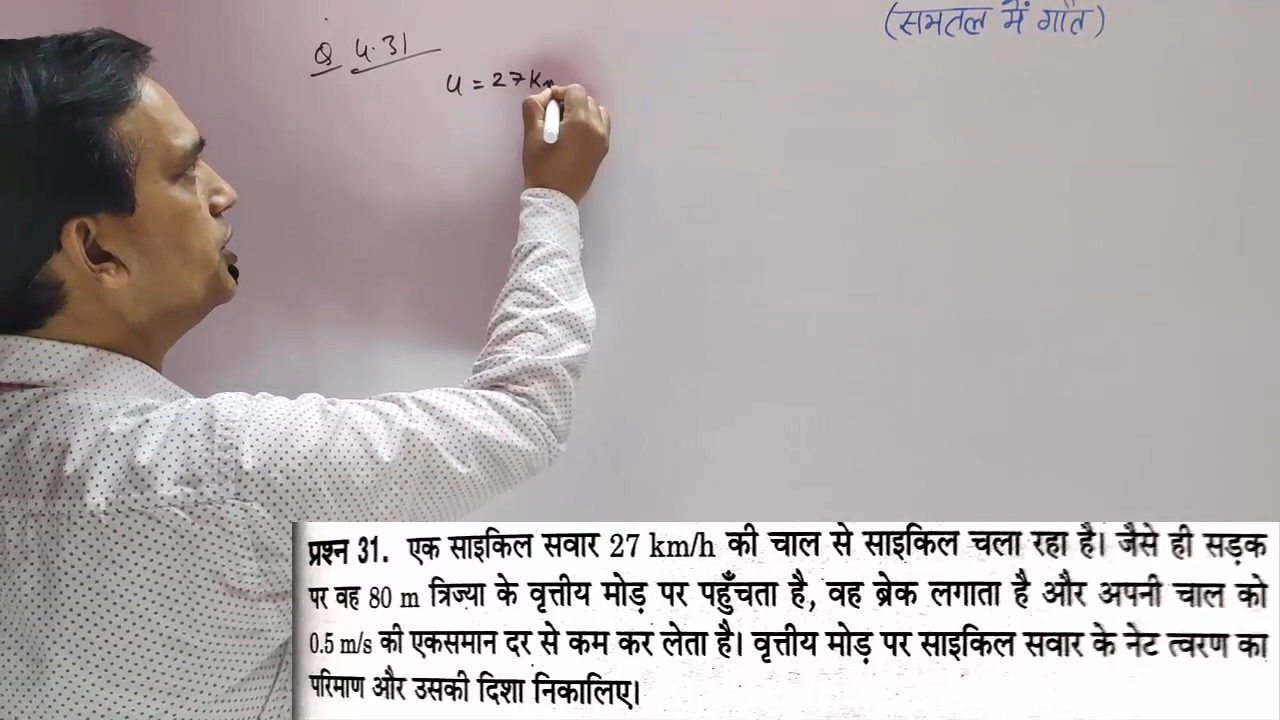 (समतल में गति)
Q 4.31
u = 27 Km
प्रश्न 31. एक साइकिल सवार 27 km/h की चाल से साइकिल चला रहा है। जैसे ही सड़क
पर वह 80 m त्रिज्या के वृत्तीय मोड़ पर पहुँचता है, वह ब्रेक लगाता है और अपनी चाल को
0.5 m/s की एकसमान दर से कम कर लेता है। वृत्तीय मोड़ पर साइकिल सवार के नेट त्वरण का
परिमाण और उसकी दिशा निकालिए।